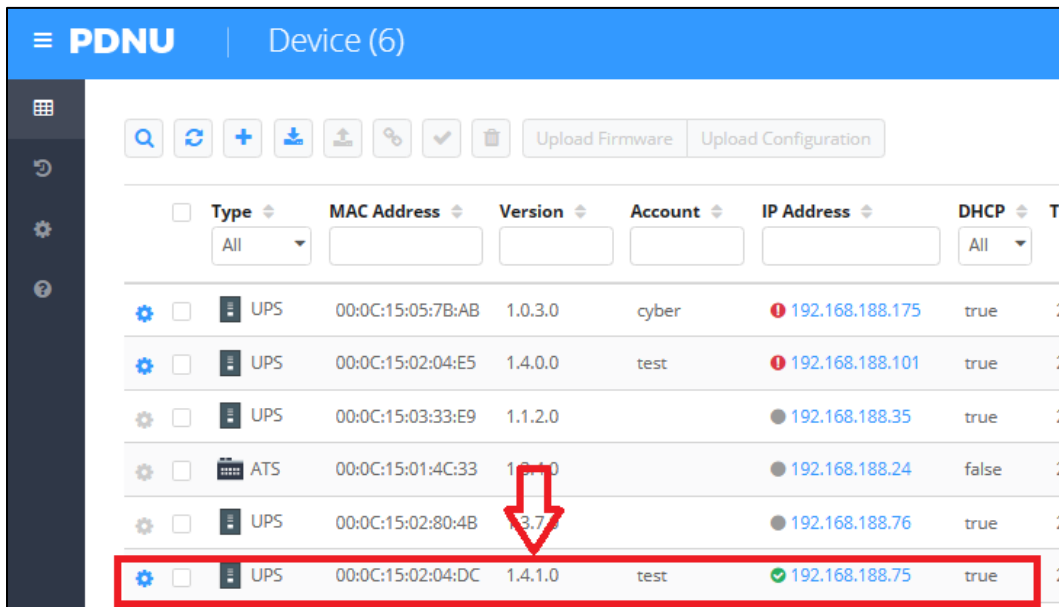 PDNU Device (6)
Upload Firmware Upload Configuration
Type MAC Address Version Account IP Address DHCP
All All
UPS 00:0C:15:05:7B:AB 1.0.3.0 cyber 192.168.188.175 true
UPS 00:0C:15:02:04:E5 1.4.0.0 test 192.168.188.101 true
UPS 00:0C:15:03:33:E9 1.1.2.0 192.168.188.35 true
ATS 00:0C:15:01:4C:33 192.168.188.24 false
UPS 00:0C:15:02:80:4B 192.168.188.76 true
UPS 00:0C:15:02:04:DC 1.4.1.0 test 192.168.188.75 true